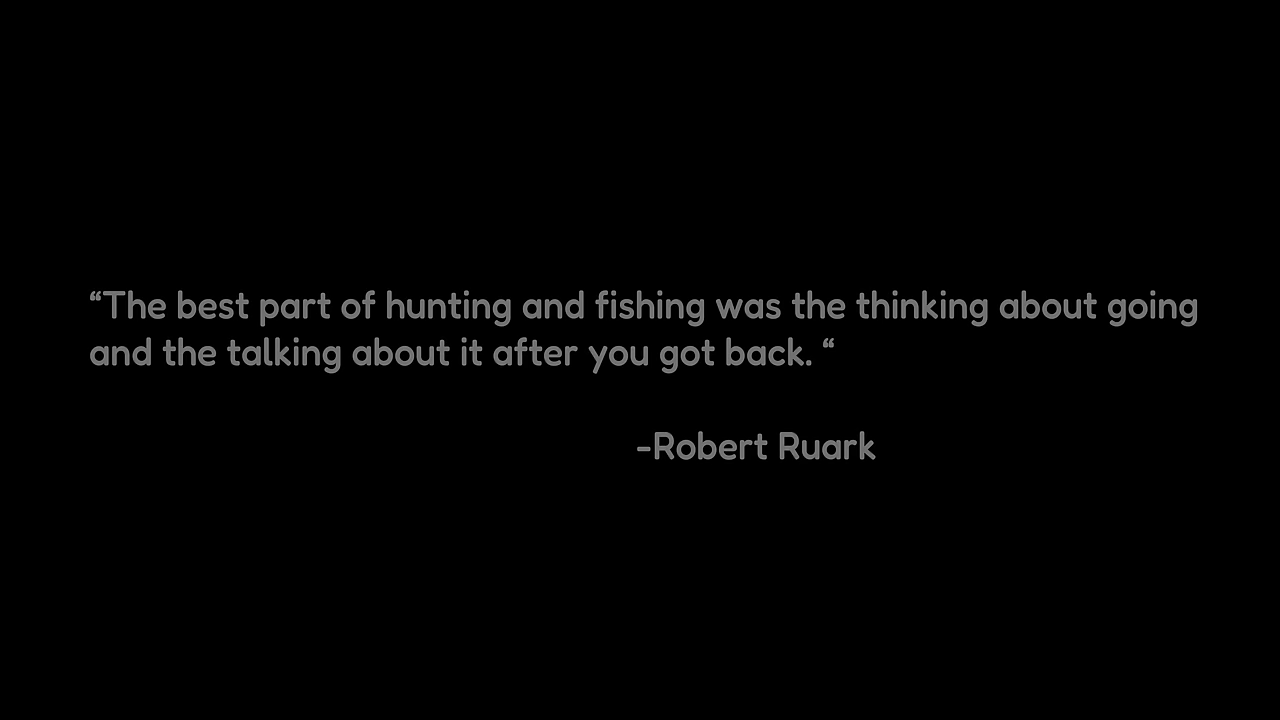 “The best part of hunting and fishing was the thinking about going
and the talking about it after you got back. “
-Robert Ruark